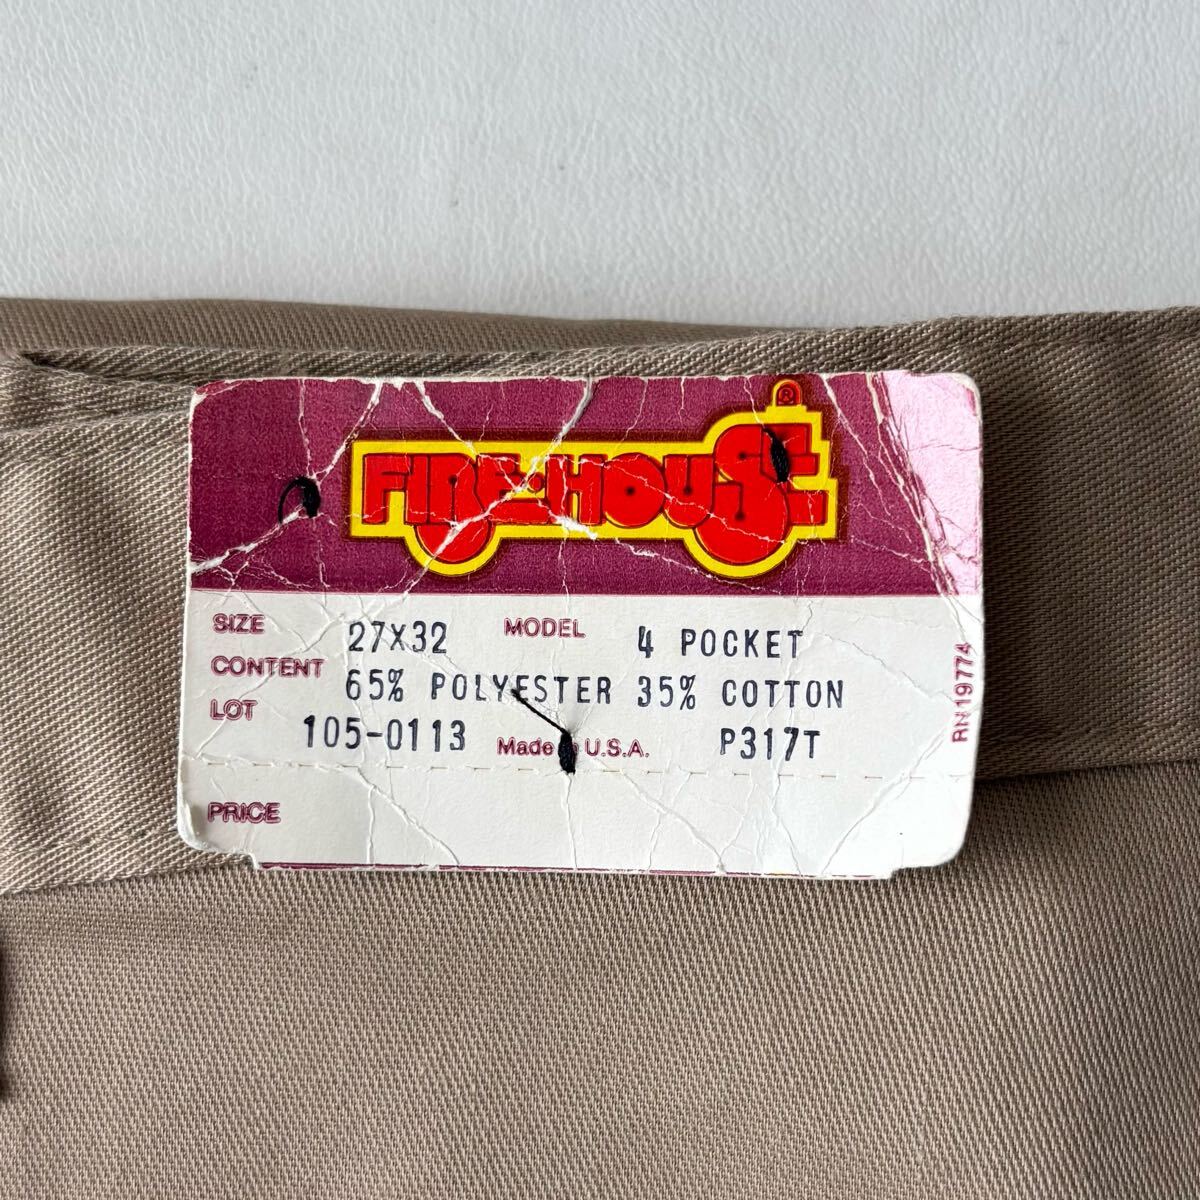 FIRE·HOUSE ®
SIZE 27X32 MODEL 4 POCKET
CONTENT 65% POLYESTER 35% COTTON
LOT 105-0113 Made in U.S.A. P317T
PRICE
RN19774